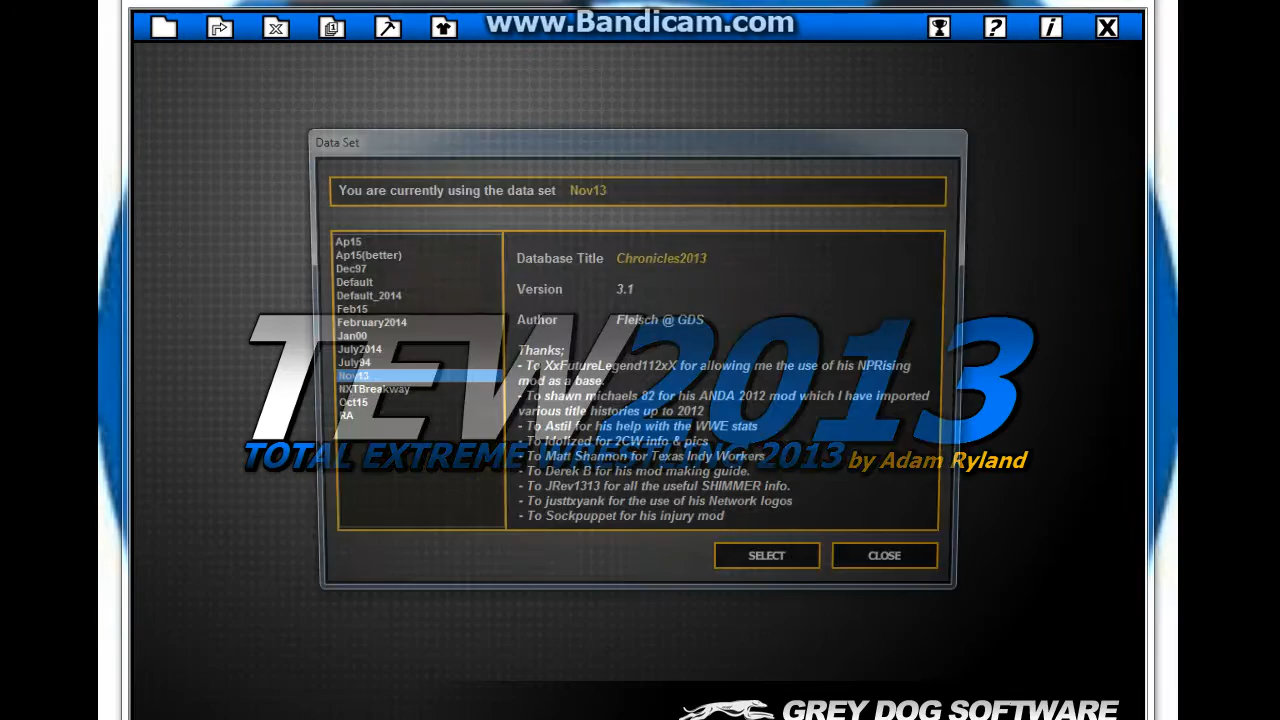 www.Bandicam.com
Data Set
You are currently using the data set Nov13
Ap15
Ap15(better)
Dec97
Default
Default_2014
Feb15
February2014
Jan00
July2014
July94
Nov13
NXTBreakway
Oct15
RA
Database Title Chronicles2013
Version 3.1
Author Fleisch @ GDS
Thanks;
- To XxFutureLegend112xX for allowing me the use of his NPRising
mod as a base.
- To shawn michaels 82 for his ANDA 2012 mod which I have imported
various title histories up to 2012
- To Astil for his help with the WWE stats
- To Idol1zed for 2CW info & pics
- To Matt Shannon for Texas Indy Workers
- To Derek B for his mod making guide.
- To JRev1313 for all the useful SHIMMER info.
- To justtxyank for the use of his Network logos
- To Sockpuppet for his injury mod
SELECT CLOSE
TEW2013
TOTAL EXTREME WRESTLING 2013 by Adam Ryland
GREY DOG SOFTWARE